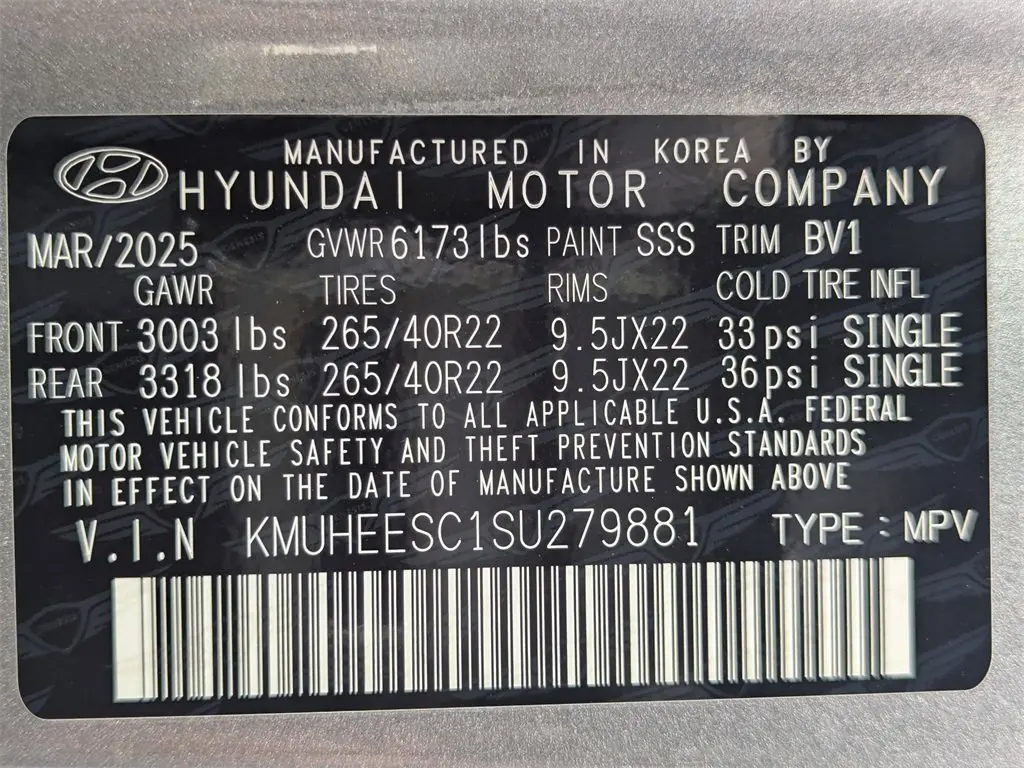 MANUFACTURED IN KOREA BY
HYUNDAI MOTOR COMPANY
MAR/2025 GVWR 6173lbs PAINT SSS TRIM BV1
GAWR TIRES RIMS COLD TIRE INFL
FRONT 3003 lbs 265/40R22 9.5JX22 33psi SINGLE
REAR 3318 lbs 265/40R22 9.5JX22 36psi SINGLE
THIS VEHICLE CONFORMS TO ALL APPLICABLE U.S.A. FEDERAL
MOTOR VEHICLE SAFETY AND THEFT PREVENTION STANDARDS
IN EFFECT ON THE DATE OF MANUFACTURE SHOWN ABOVE
V.I.N KMUHEESC1SU279881 TYPE : MPV